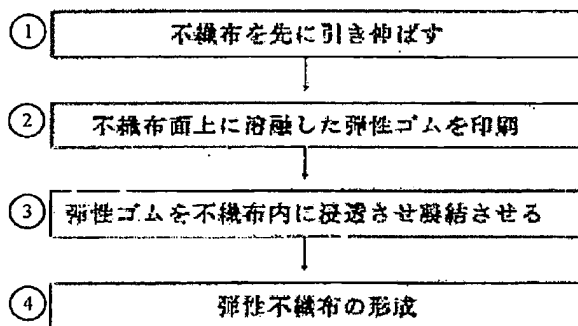 ① 不織布を先に引き伸ばす
② 不織布面上に溶融した弾性ゴムを印刷
③ 弾性ゴムを不織布内に浸透させ凝結させる
④ 弾性不織布の形成